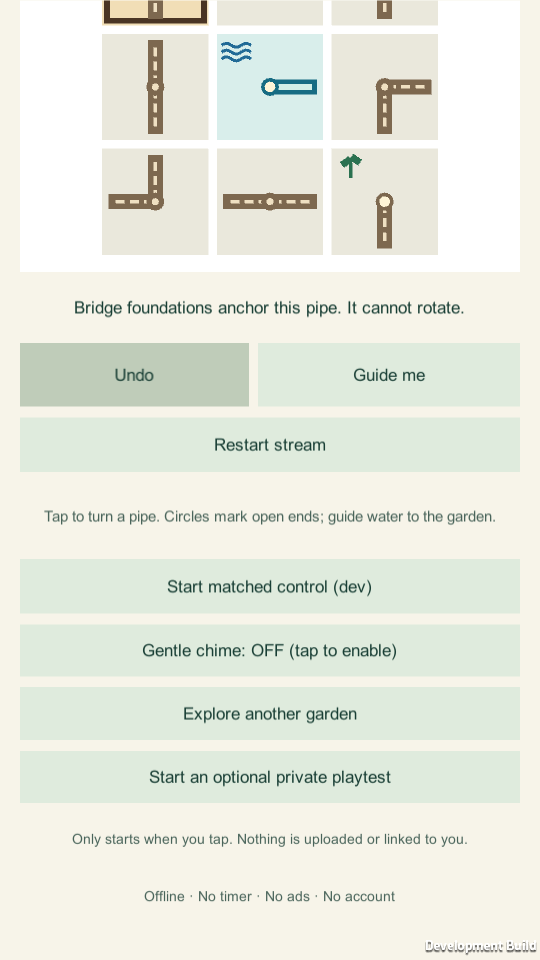 Bridge foundations anchor this pipe. It cannot rotate.
Undo
Guide me
Restart stream
Tap to turn a pipe. Circles mark open ends; guide water to the garden.
Start matched control (dev)
Gentle chime: OFF (tap to enable)
Explore another garden
Start an optional private playtest
Only starts when you tap. Nothing is uploaded or linked to you.
Offline · No timer · No ads · No account
Development Build